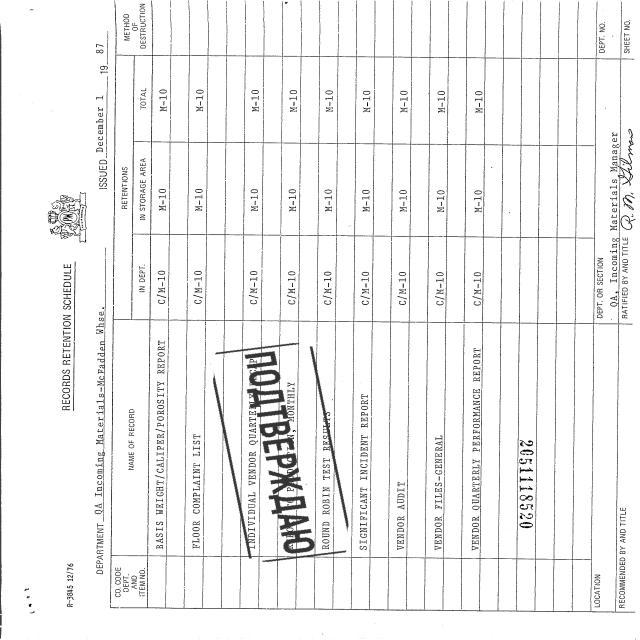 RECORDS RETENTION SCHEDULE
R-3845 12/76
DEPARTMENT QA Incoming Materials-McFadden Whse. ISSUED December 1 19 87
CO. CODE DEPT. AND ITEM NO. NAME OF RECORD RETENTIONS IN DEPT. IN STORAGE AREA TOTAL METHOD OF DESTRUCTION
BASIS WEIGHT/CALIPER/POROSITY REPORT C/M-10 M-10 M-10
FLOOR COMPLAINT LIST C/M-10 M-10 M-10
INDIVIDUAL VENDOR C/M-10 M-10 M-10
MONTHLY C/M-10 M-10 M-10
ROUND ROBIN TEST RESULTS C/M-10 M-10 M-10
SIGNIFICANT INCIDENT REPORT C/M-10 M-10 M-10
VENDOR AUDIT C/M-10 M-10 M-10
VENDOR FILES-GENERAL C/M-10 M-10 M-10
VENDOR QUARTERLY PERFORMANCE REPORT C/M-10 M-10 M-10
ПОДТВЕРЖДАЮ
2051118520
LOCATION DEPT. OR SECTION DEPT. NO.
QA, Incoming Materials Manager
RECOMMENDED BY AND TITLE RATIFIED BY AND TITLE R. M. SHEET NO.